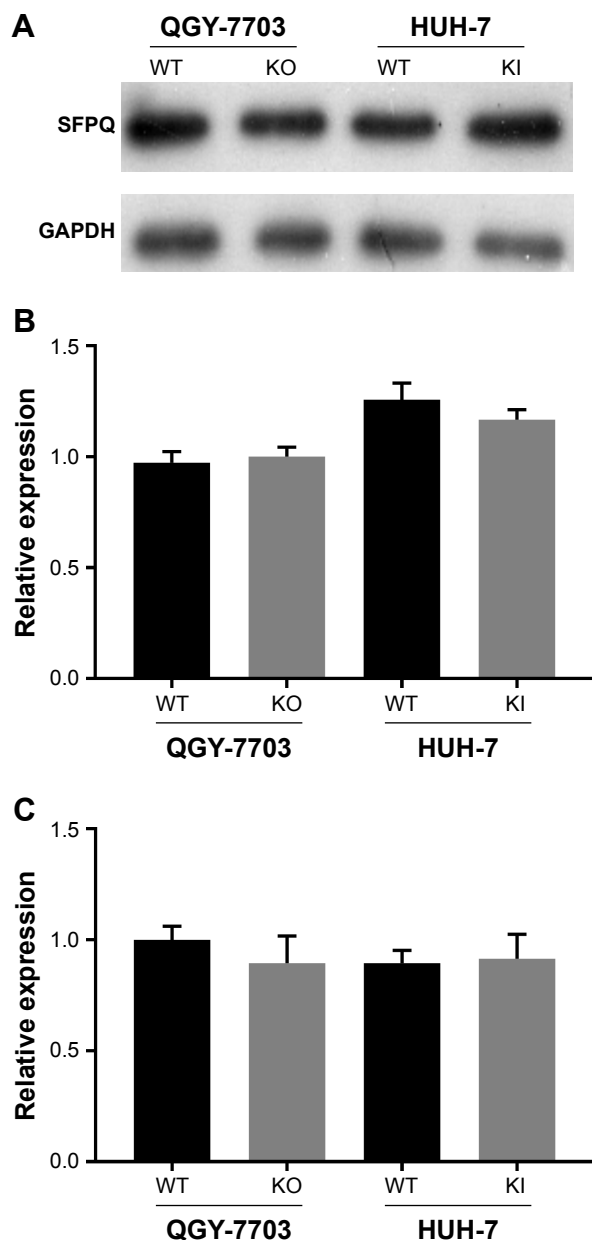 A
QGY-7703 HUH-7
WT KO WT KI
SFPQ
GAPDH
B
1.5
1.0
0.5
0.0
Relative expression
WT KO WT KI
QGY-7703 HUH-7
C
1.5
1.0
0.5
0.0
Relative expression
WT KO WT KI
QGY-7703 HUH-7